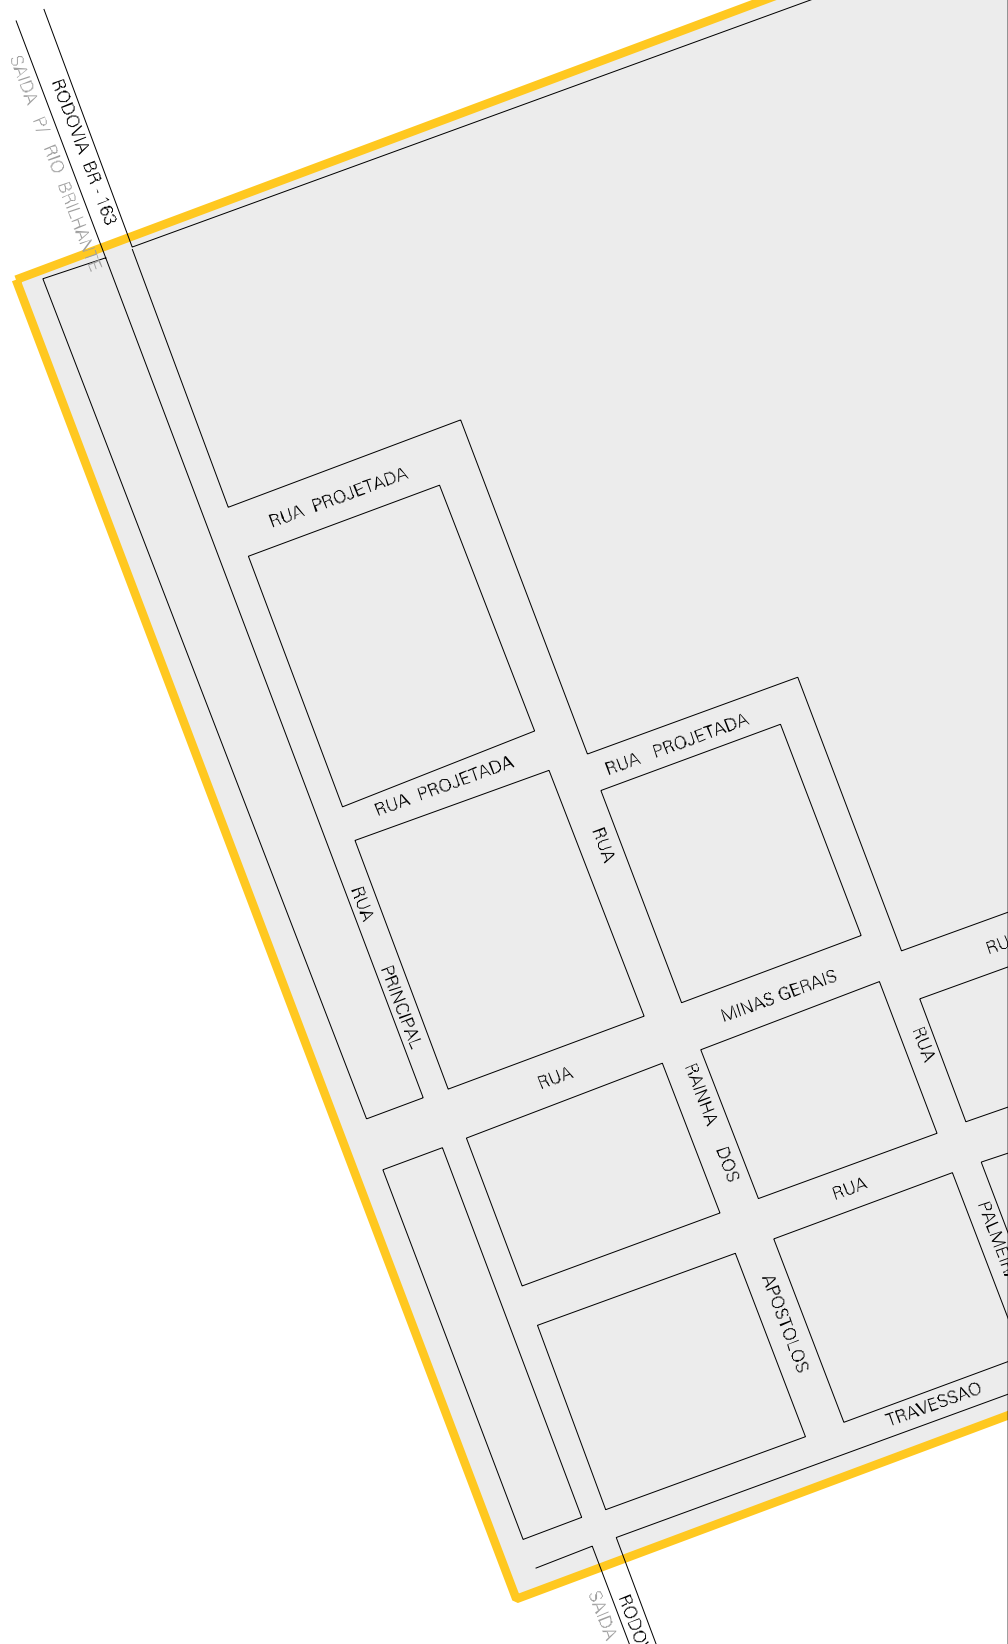 SAIDA P/ RIO BRILHANTE
RODOVIA BR - 163
RUA PROJETADA
RUA PROJETADA
RUA PROJETADA
RUA
RUA PRINCIPAL
MINAS GERAIS
RUA
RUA
RUA
RAINHA DOS
APOSTOLOS
RUA
TRAVESSAO
SAIDA